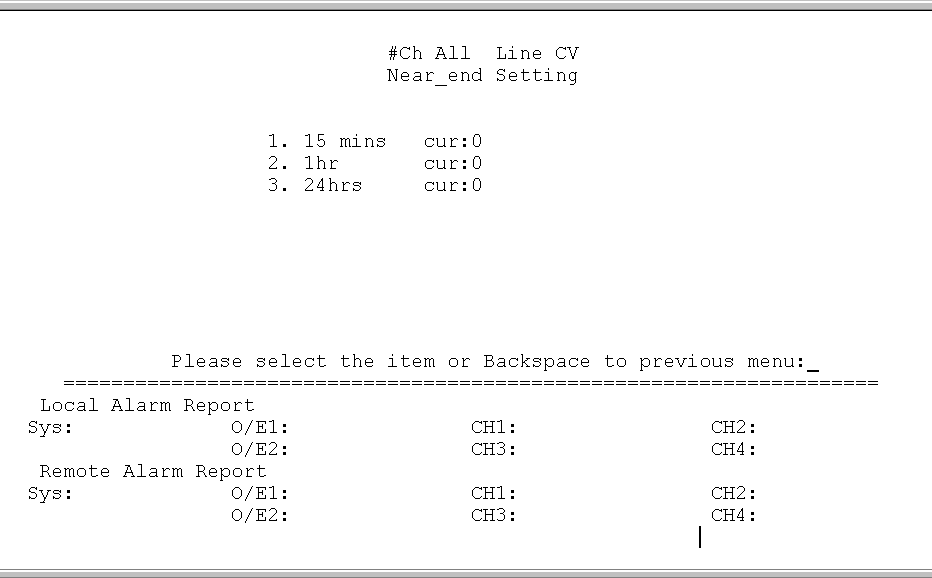 #Ch All  Line CV
Near_end Setting
1. 15 mins   cur:0
2. 1hr       cur:0
3. 24hrs     cur:0
Please select the item or Backspace to previous menu:_
====================================================================
Local Alarm Report
Sys:             O/E1:               CH1:                CH2:
O/E2:               CH3:                CH4:
Remote Alarm Report
Sys:             O/E1:               CH1:                CH2:
O/E2:               CH3:                CH4: